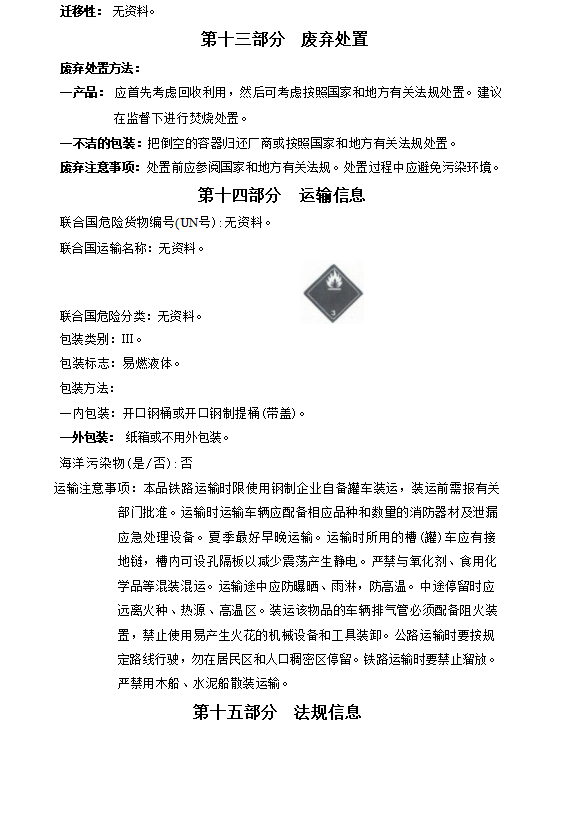 迁移性： 无资料。
第十三部分 废弃处置
废弃处置方法：
—产品： 应首先考虑回收利用，然后可考虑按照国家和地方有关法规处置。建议
在监督下进行焚烧处置。
—不洁的包装：把倒空的容器归还厂商或按照国家和地方有关法规处置。
废弃注意事项：处置前应参阅国家和地方有关法规。处置过程中应避免污染环境。
第十四部分 运输信息
联合国危险货物编号(UN号)：无资料。
联合国运输名称：无资料。
3
联合国危险分类：无资料。
包装类别：III。
包装标志：易燃液体。
包装方法：
—内包装：开口钢桶或开口钢制提桶(带盖)。
—外包装： 纸箱或不用外包装。
海洋污染物(是/否)：否
运输注意事项：本品铁路运输时限使用钢制企业自备罐车装运，装运前需报有关
部门批准。运输时运输车辆应配备相应品种和数量的消防器材及泄漏
应急处理设备。夏季最好早晚运输。运输时所用的槽(罐)车应有接
地链，槽内可设孔隔板以减少震荡产生静电。严禁与氧化剂、食用化
学品等混装混运。运输途中应防曝晒、雨淋，防高温。中途停留时应
远离火种、热源、高温区。装运该物品的车辆排气管必须配备阻火装
置，禁止使用易产生火花的机械设备和工具装卸。公路运输时要按规
定路线行驶，勿在居民区和人口稠密区停留。铁路运输时要禁止溜放。
严禁用木船、水泥船散装运输。
第十五部分 法规信息